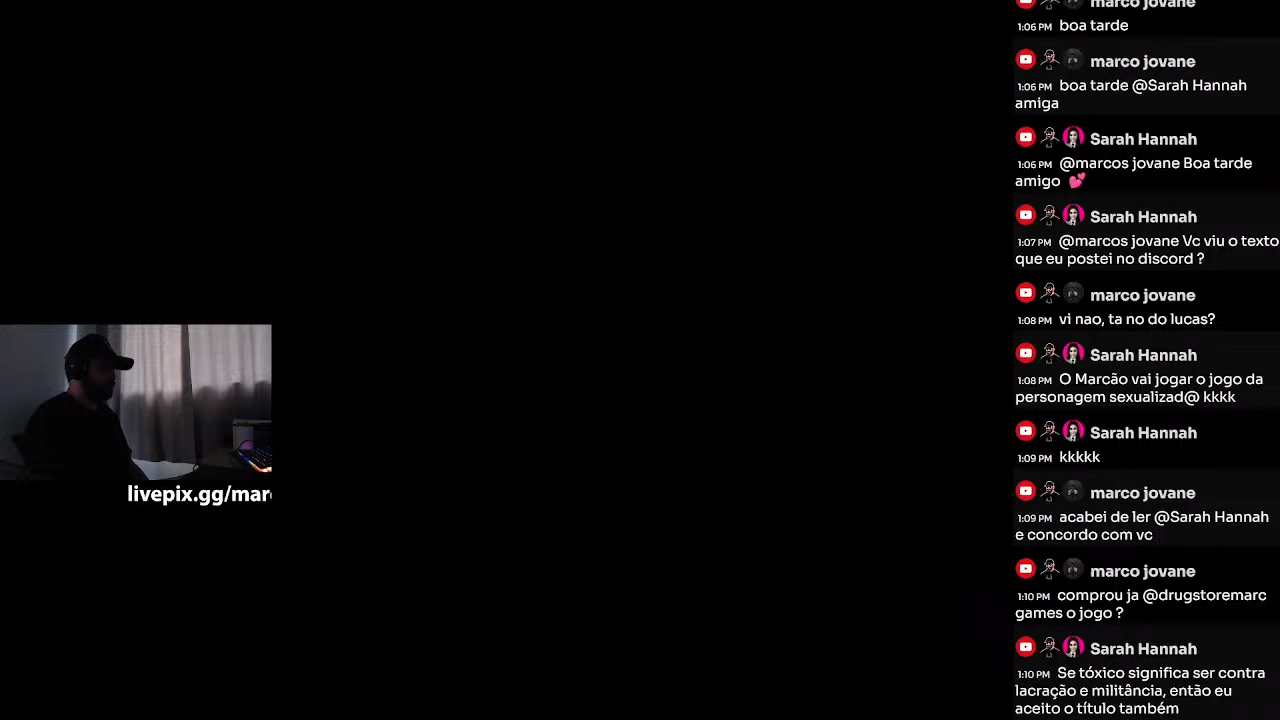 marco jovane
1:06 PM boa tarde
marco jovane
1:06 PM boa tarde @Sarah Hannah
amiga
Sarah Hannah
1:06 PM @marcos jovane Boa tarde
amigo 💕
Sarah Hannah
1:07 PM @marcos jovane Vc viu o texto
que eu postei no discord ?
marco jovane
1:08 PM vi nao, ta no do lucas?
Sarah Hannah
1:08 PM O Marcão vai jogar o jogo da
personagem sexualizad@ kkkk
Sarah Hannah
1:09 PM kkkkk
marco jovane
1:09 PM acabei de ler @Sarah Hannah
e concordo com vc
marco jovane
1:10 PM comprou ja @drugstoremarc
games o jogo ?
Sarah Hannah
1:10 PM Se tóxico significa ser contra
lacração e militância, então eu
aceito o título também
livepix.gg/mar